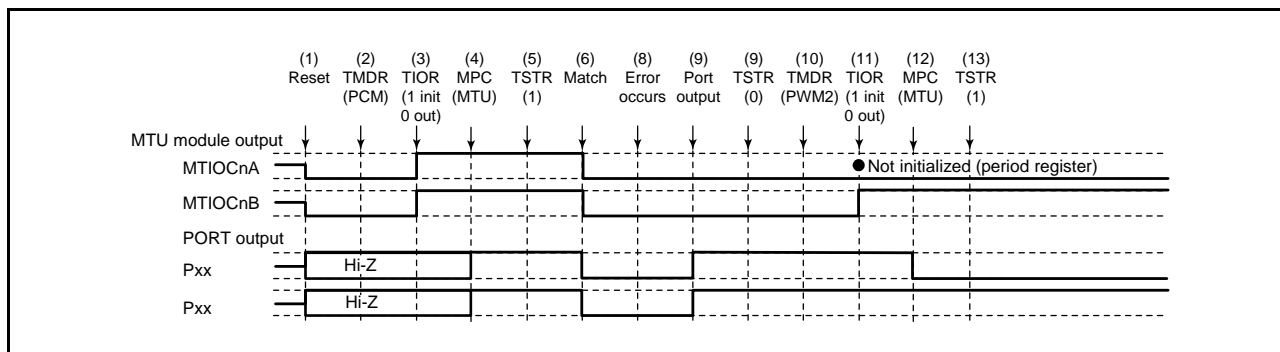 (1) (2) (3) (4) (5) (6) (8) (9) (9) (10) (11) (12) (13)
Reset TMDR TIOR MPC TSTR Match Error Port TSTR TMDR TIOR MPC TSTR
(PCM) (1 init (MTU) (1) occurs output (0) (PWM2) (1 init (MTU) (1)
0 out) 0 out)
MTU module output
MTIOCnA ●Not initialized (period register)
MTIOCnB
PORT output
Pxx Hi-Z
Pxx Hi-Z